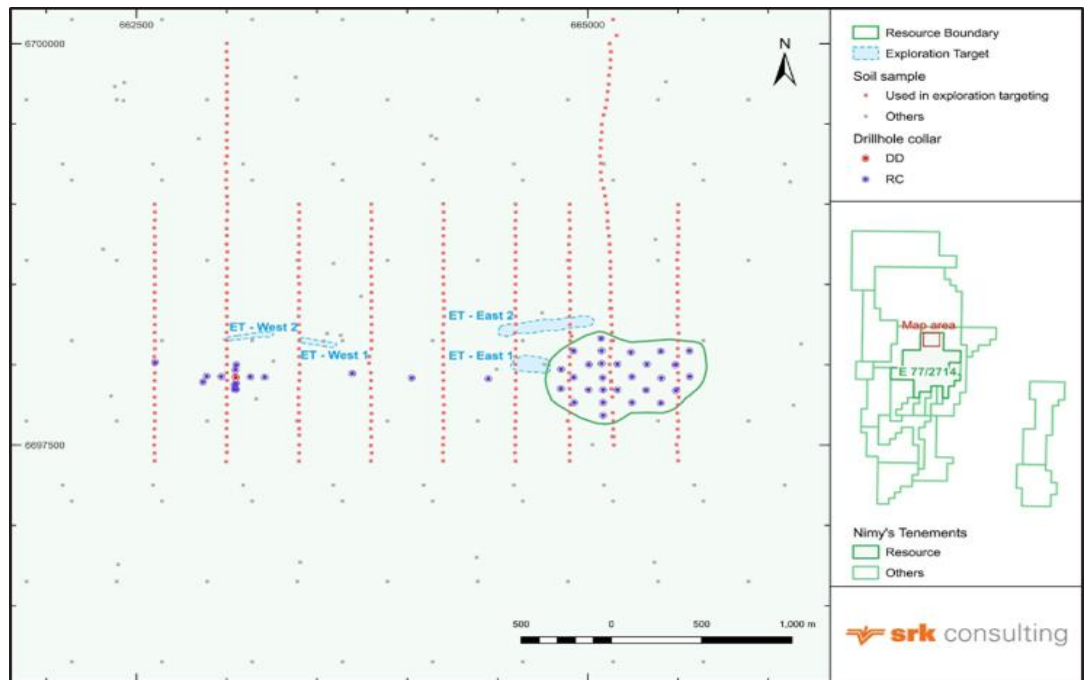 662500
665000
6700000
N
ET - West 2
ET - West 1
ET - East 2
ET - East 1
6697500
500 0 500 1,000 m
Resource Boundary
Exploration Target
Soil sample
Used in exploration targeting
Others
Drillhole collar
DD
RC
Map area
E 77/2714
Nimy's Tenements
Resource
Others
srk consulting